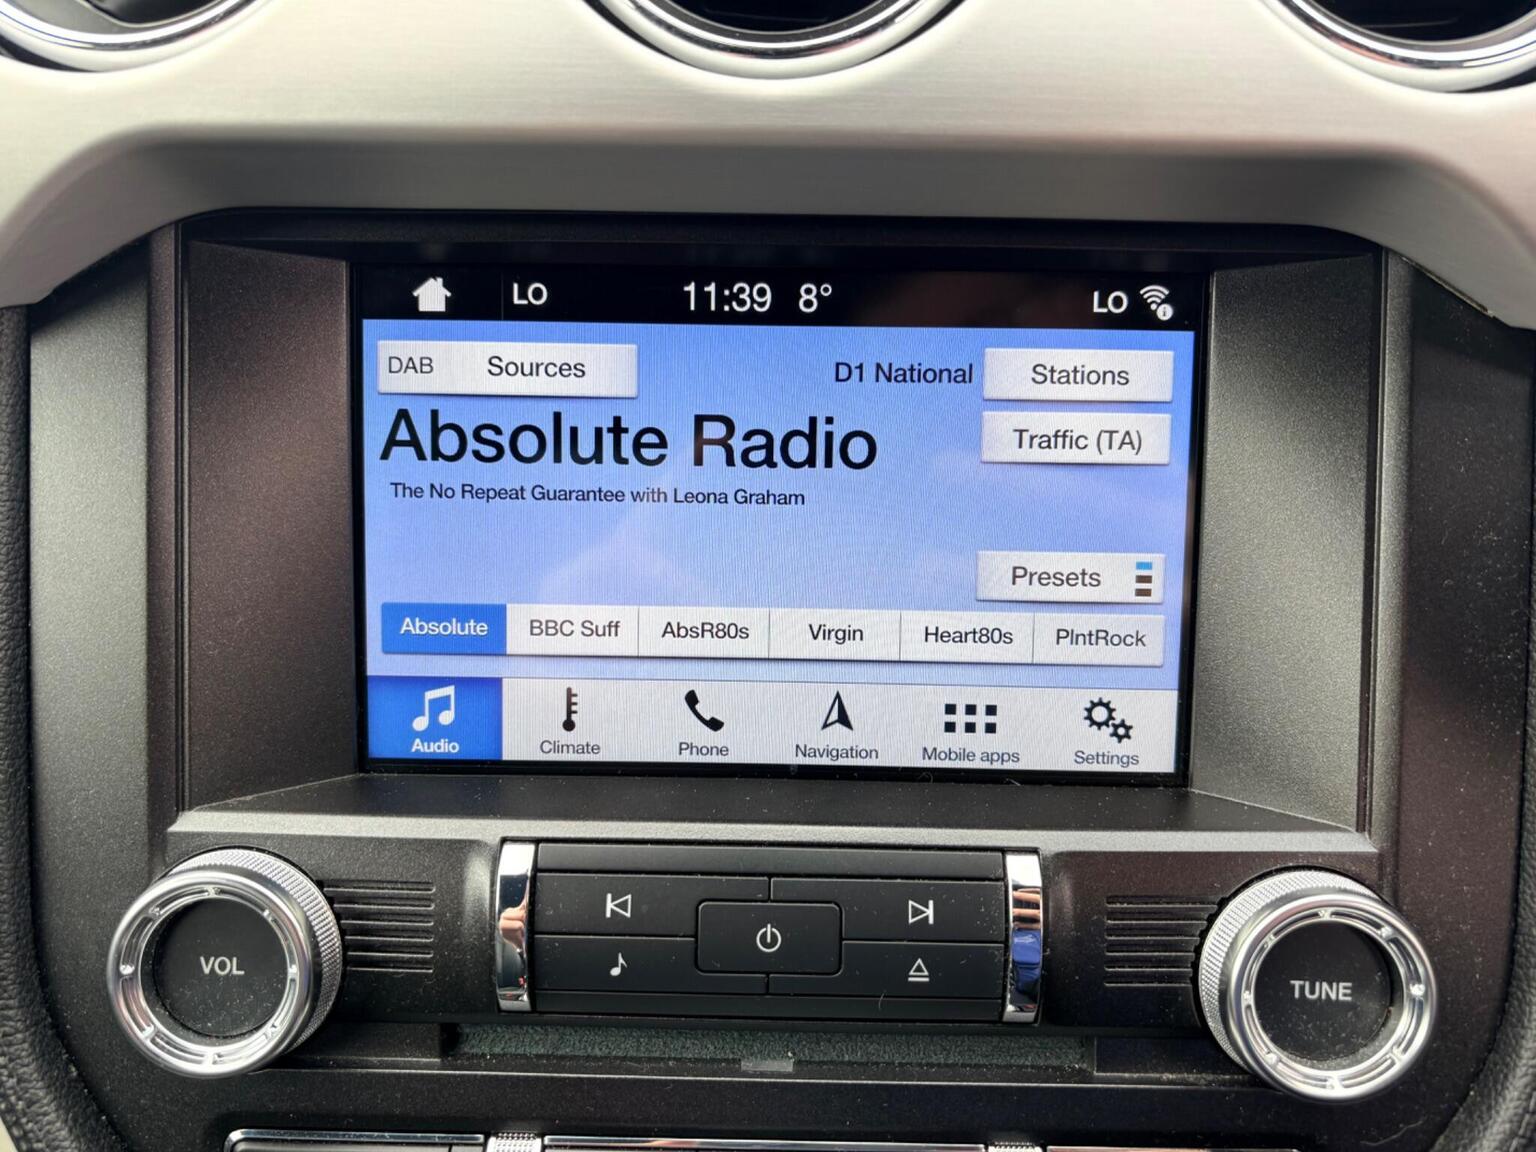 LO 11:39 8° LO
DAB Sources D1 National Stations
Absolute Radio
Traffic (TA)
The No Repeat Guarantee with Leona Graham
Presets
Absolute BBC Suff AbsR80s Virgin Heart80s PlntRock
Audio Climate Phone Navigation Mobile apps Settings
VOL
TUNE